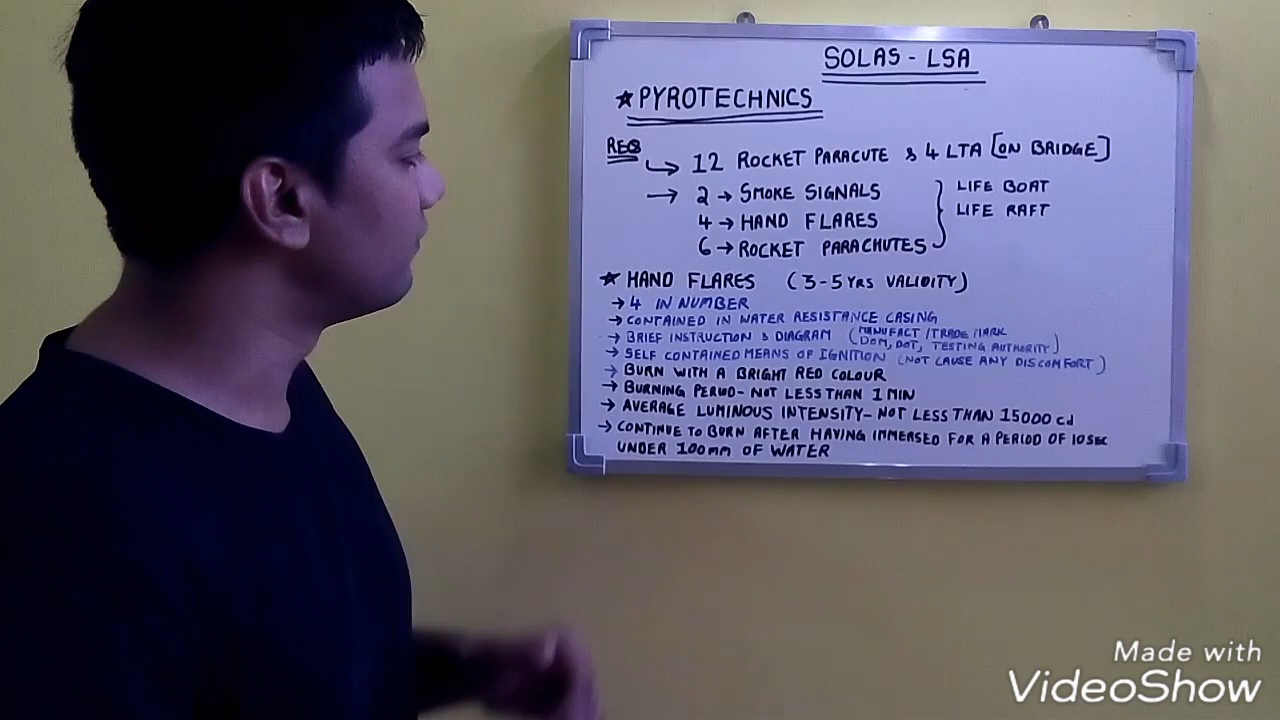 SOLAS - LSA
★ PYROTECHNICS
REQ
↳ 12 ROCKET PARACUTE & 4 LTA [ON BRIDGE]
→ 2 → SMOKE SIGNALS
4 → HAND FLARES
6 → ROCKET PARACHUTES
} LIFE BOAT
LIFE RAFT
★ HAND FLARES (3-5 YRS VALIDITY)
→ 4 IN NUMBER
→ CONTAINED IN WATER RESISTANCE CASING
→ BRIEF INSTRUCTION & DIAGRAM (MANUFACT/TRADE MARK
DOM, DOT, TESTING AUTHORITY)
→ SELF CONTAINED MEANS OF IGNITION (NOT CAUSE ANY DISCOMFORT)
→ BURN WITH A BRIGHT RED COLOUR
→ BURNING PERIOD - NOT LESS THAN 1 MIN
→ AVERAGE LUMINOUS INTENSITY - NOT LESS THAN 15000 cd
→ CONTINUE TO BURN AFTER HAVING IMMERSED FOR A PERIOD OF 10 SEC
UNDER 100mm OF WATER
Made with
VideoShow